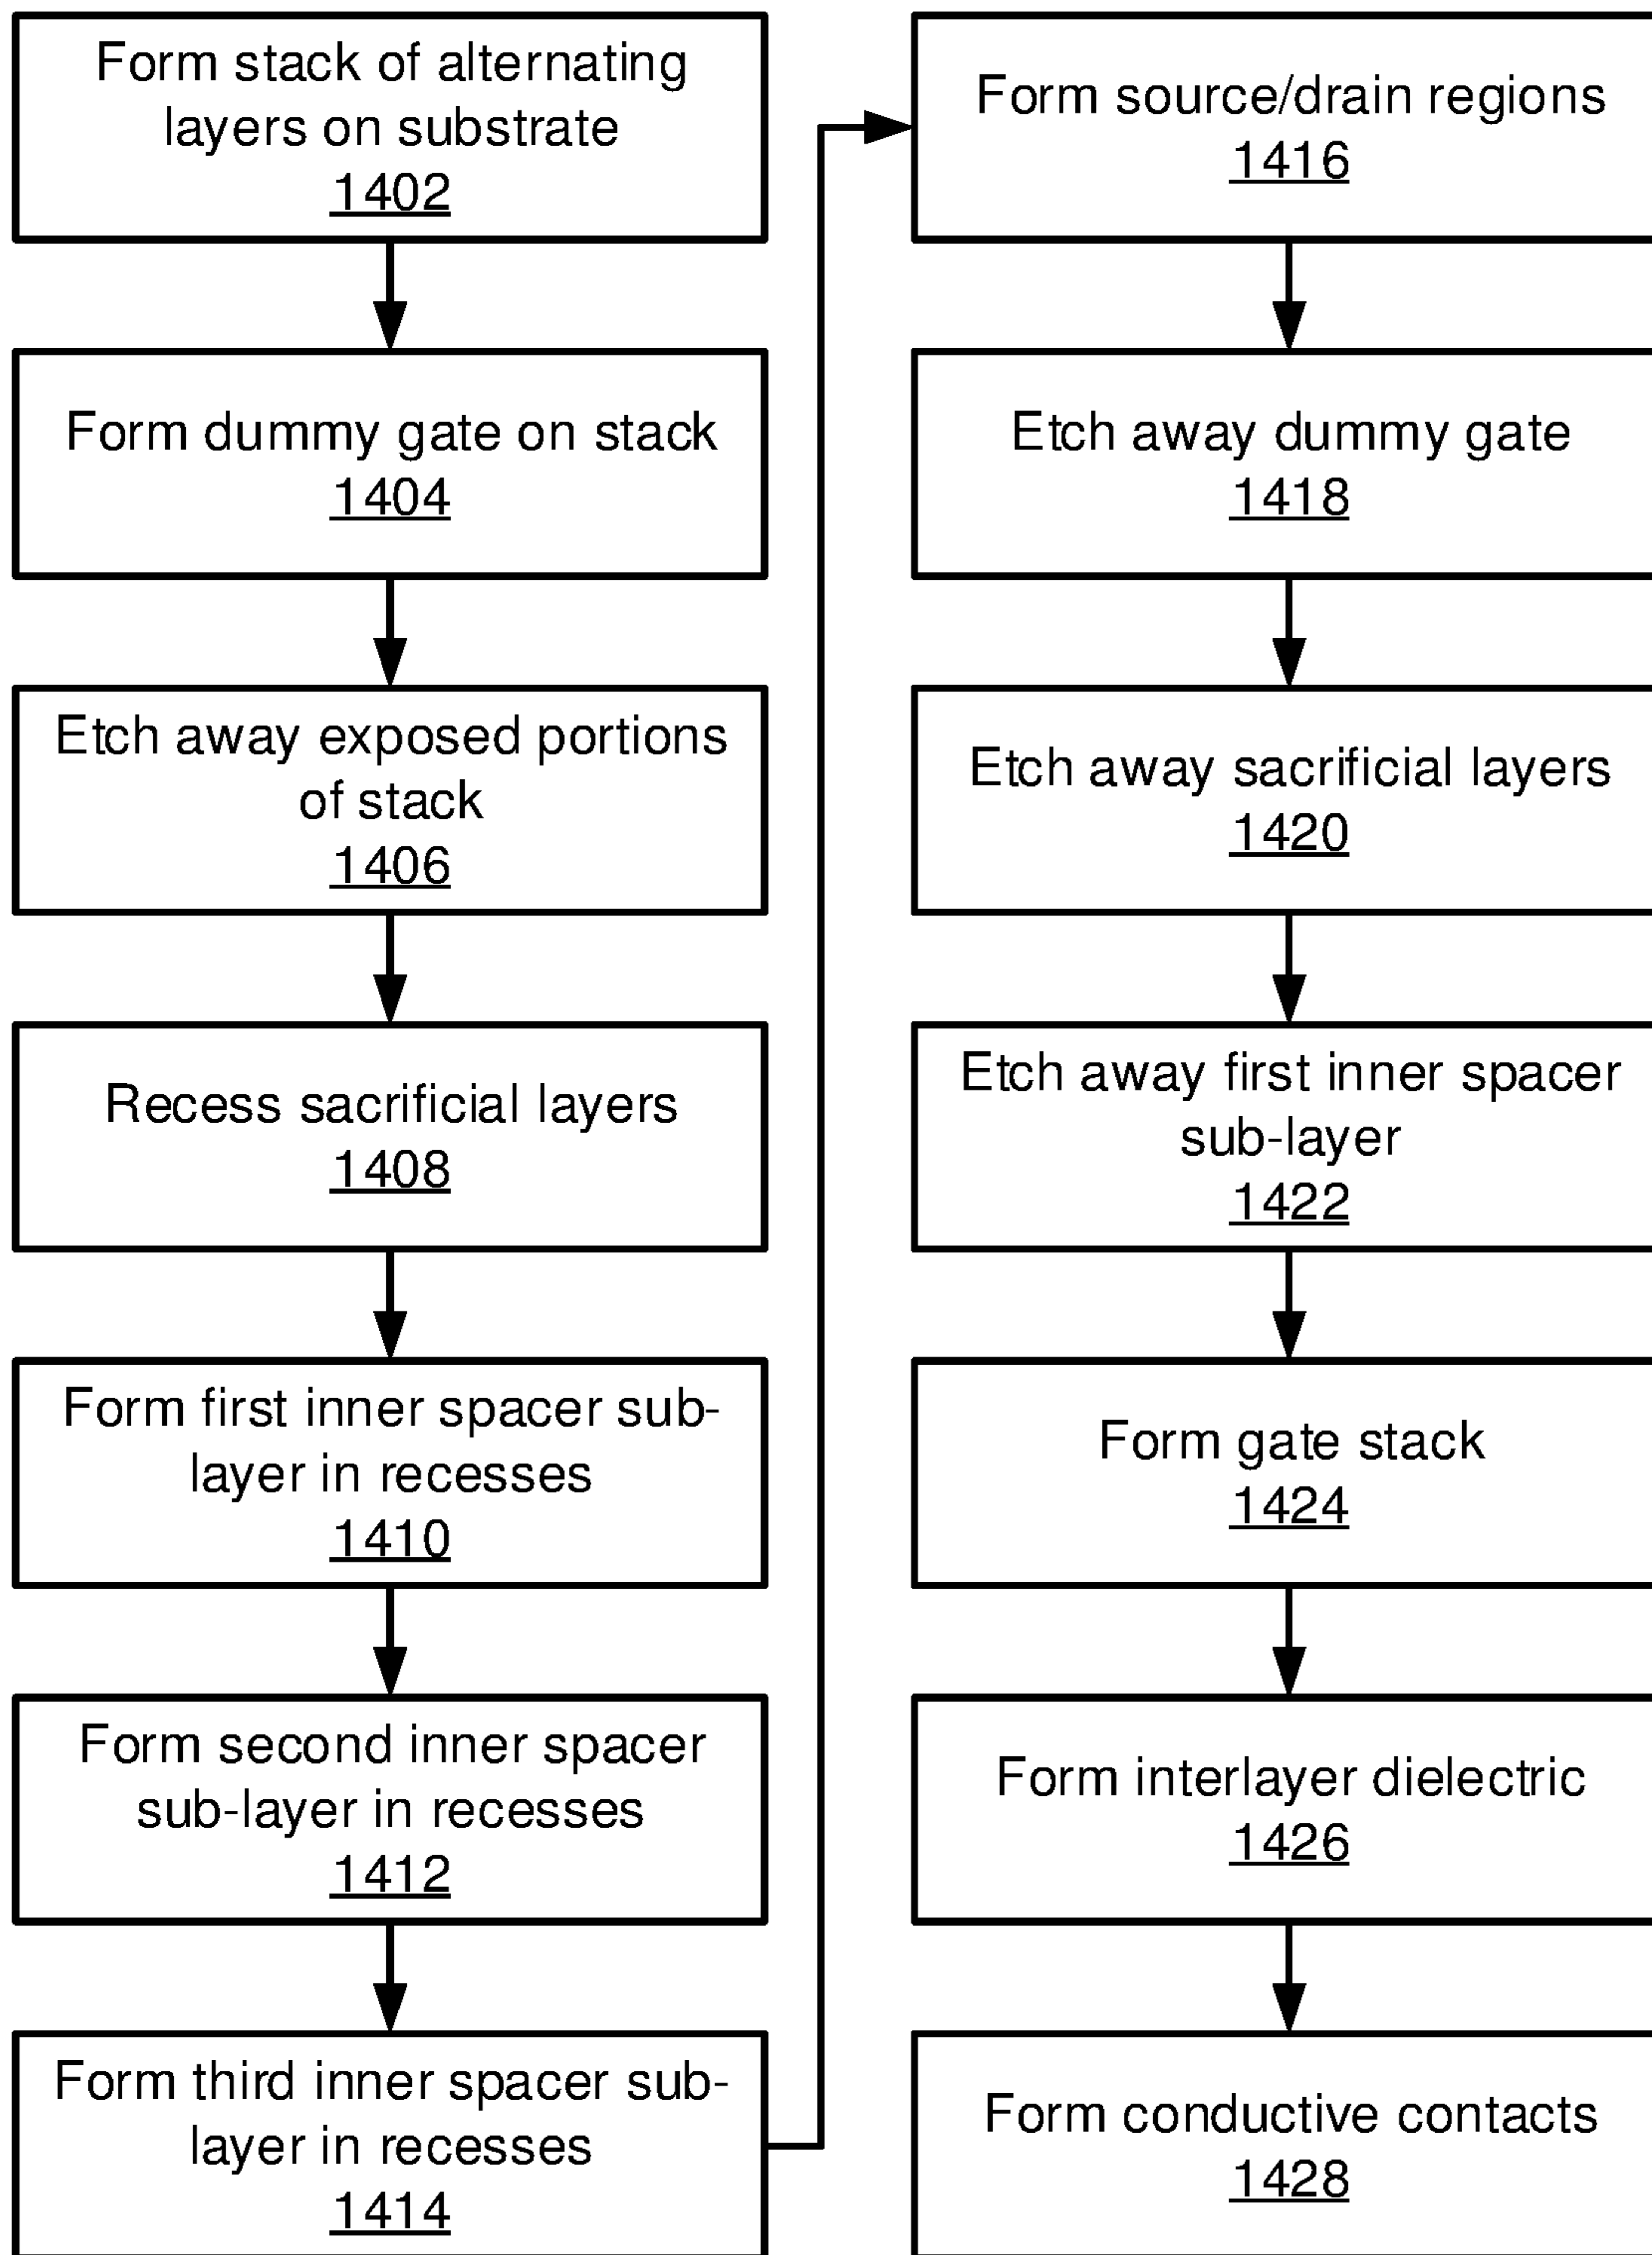 Form stack of alternating
layers on substrate
1402
Form dummy gate on stack
1404
Etch away exposed portions
of stack
1406
Recess sacrificial layers
1408
Form first inner spacer sub-
layer in recesses
1410
Form second inner spacer
sub-layer in recesses
1412
Form third inner spacer sub-
layer in recesses
1414
Form source/drain regions
1416
Etch away dummy gate
1418
Etch away sacrificial layers
1420
Etch away first inner spacer
sub-layer
1422
Form gate stack
1424
Form interlayer dielectric
1426
Form conductive contacts
1428